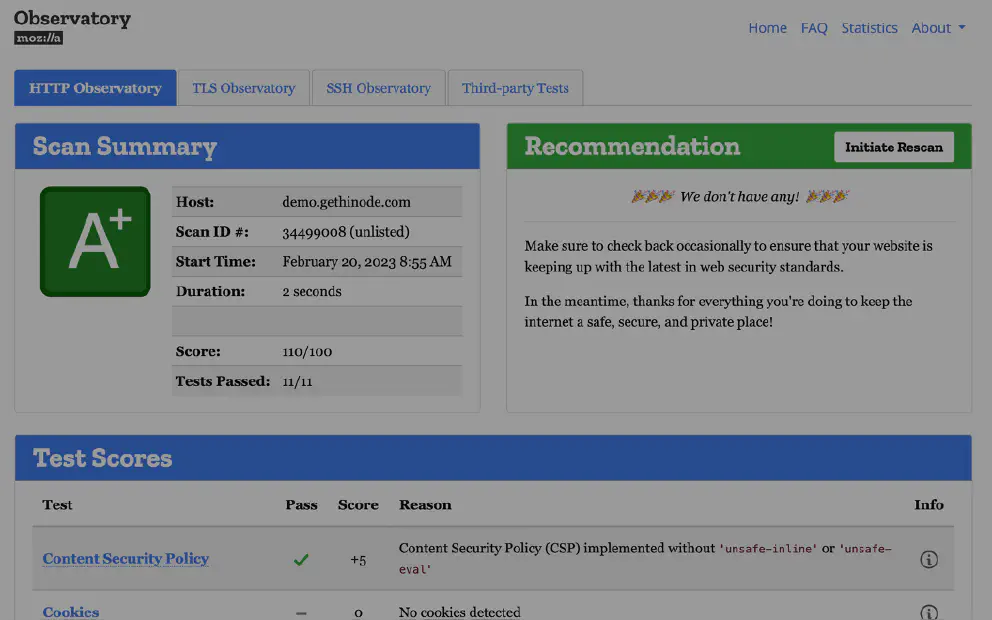 Observatory
moz://a
Home FAQ Statistics About
HTTP Observatory TLS Observatory SSH Observatory Third-party Tests
Scan Summary
A+
Host: demo.gethinode.com
Scan ID #: 34499008 (unlisted)
Start Time: February 20, 2023 8:55 AM
Duration: 2 seconds
Score: 110/100
Tests Passed: 11/11
Recommendation
Initiate Rescan
We don't have any!
Make sure to check back occasionally to ensure that your website is
keeping up with the latest in web security standards.
In the meantime, thanks for everything you're doing to keep the
internet a safe, secure, and private place!
Test Scores
Test Pass Score Reason Info
Content Security Policy +5 Content Security Policy (CSP) implemented without 'unsafe-inline' or 'unsafe-
eval'
Cookies – 0 No cookies detected